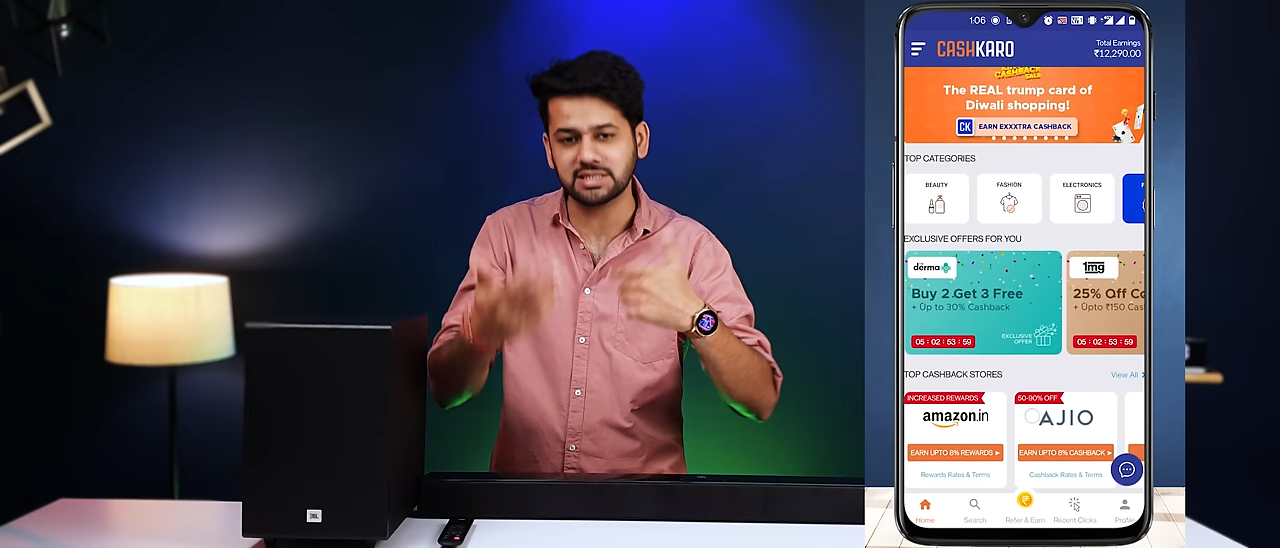 1:06
CASHKARO
Total Earnings
₹12,290.00
CASHBACK
SALE
The REAL trump card of
Diwali shopping!
CK EARN EXXXTRA CASHBACK
TOP CATEGORIES
BEAUTY
FASHION
ELECTRONICS
EXCLUSIVE OFFERS FOR YOU
derma
Buy 2 Get 3 Free
+ Up to 30% Cashback
05 : 02 : 53 : 59
EXCLUSIVE
OFFER
1mg
25% Off Co
+ Upto ₹150 Cas
05 : 02 : 53 : 59
TOP CASHBACK STORES
View All
INCREASED REWARDS
amazon.in
EARN UPTO 8% REWARDS
Rewards Rates & Terms
50-90% OFF
AJIO
EARN UPTO 8% CASHBACK
Cashback Rates & Terms
Home
Search
Refer & Earn
Recent Clicks
Profile
JBL